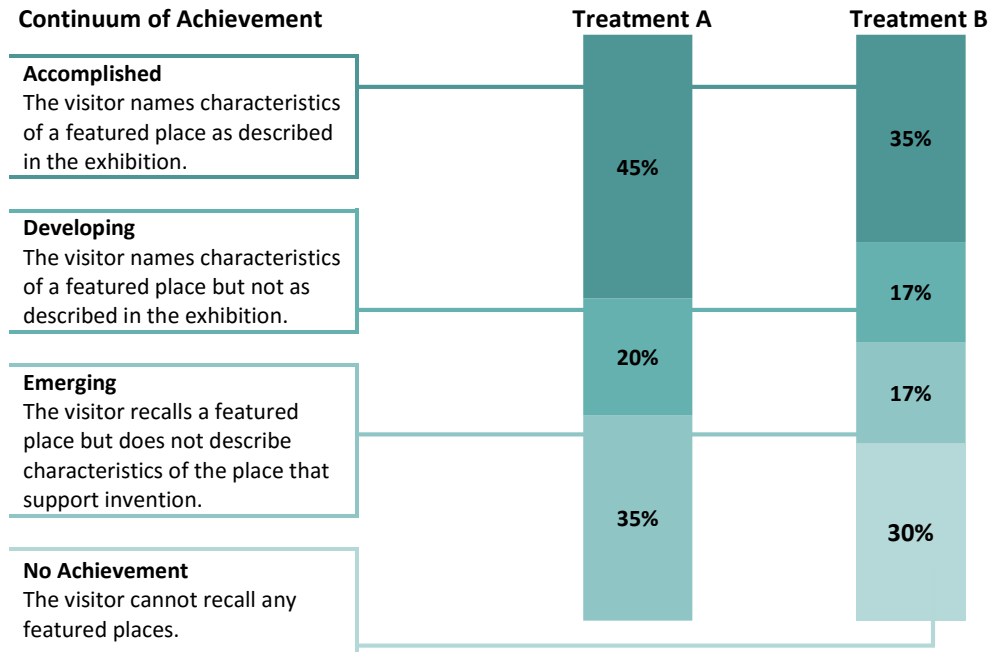 Continuum of Achievement
Treatment A
Treatment B
Accomplished
The visitor names characteristics
of a featured place as described
in the exhibition.
45%
35%
Developing
The visitor names characteristics
of a featured place but not as
described in the exhibition.
20%
17%
Emerging
The visitor recalls a featured
place but does not describe
characteristics of the place that
support invention.
35%
17%
No Achievement
The visitor cannot recall any
featured places.
30%